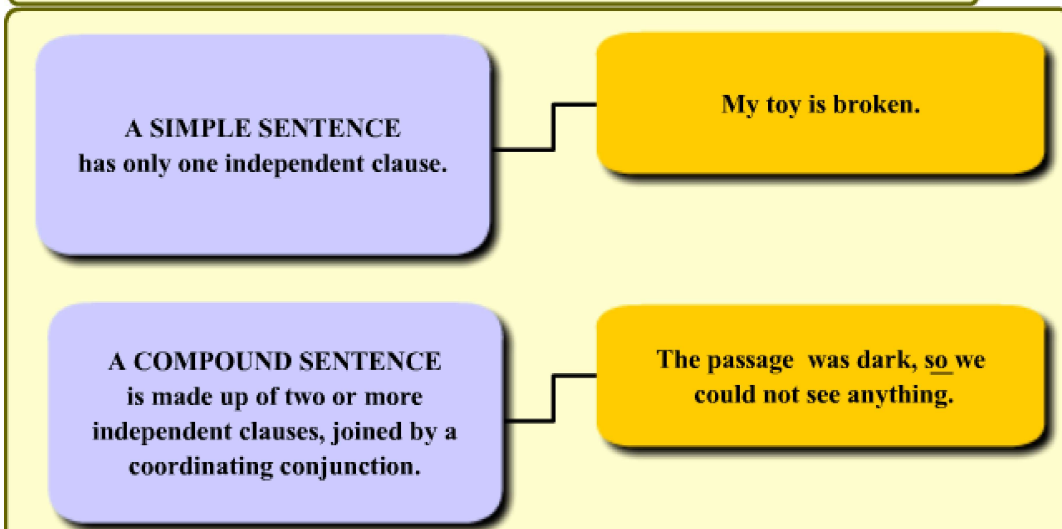 A SIMPLE SENTENCE
has only one independent clause.
My toy is broken.
A COMPOUND SENTENCE
is made up of two or more
independent clauses, joined by a
coordinating conjunction.
The passage  was dark, so we
could not see anything.